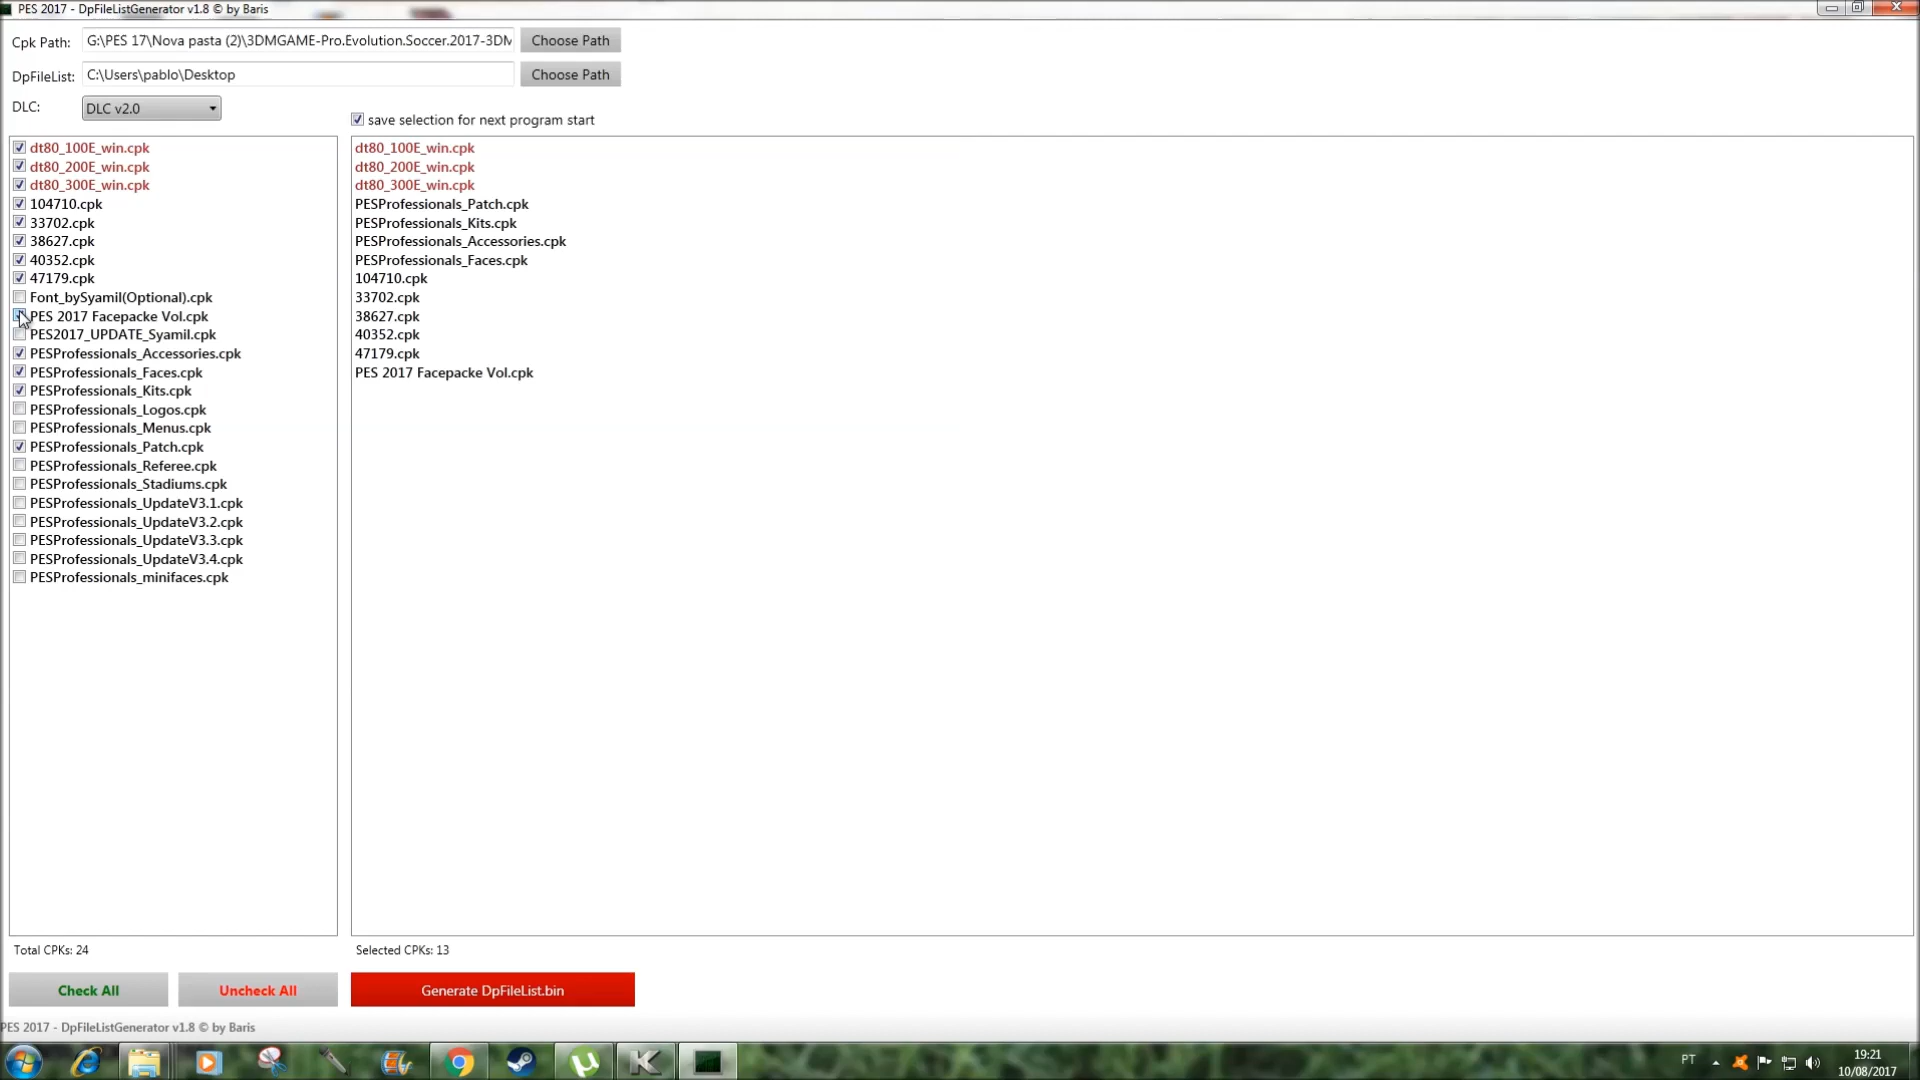 PES 2017 - DpFileListGenerator v1.8 © by Baris
Cpk Path: G:\PES 17\Nova pasta (2)\3DMGAME-Pro.Evolution.Soccer.2017-3DM Choose Path
DpFileList: C:\Users\pablo\Desktop Choose Path
DLC: DLC v2.0
save selection for next program start
dt80_100E_win.cpk
dt80_200E_win.cpk
dt80_300E_win.cpk
104710.cpk
33702.cpk
38627.cpk
40352.cpk
47179.cpk
Font_bySyamil(Optional).cpk
PES 2017 Facepacke Vol.cpk
PES2017_UPDATE_Syamil.cpk
PESProfessionals_Accessories.cpk
PESProfessionals_Faces.cpk
PESProfessionals_Kits.cpk
PESProfessionals_Logos.cpk
PESProfessionals_Menus.cpk
PESProfessionals_Patch.cpk
PESProfessionals_Referee.cpk
PESProfessionals_Stadiums.cpk
PESProfessionals_UpdateV3.1.cpk
PESProfessionals_UpdateV3.2.cpk
PESProfessionals_UpdateV3.3.cpk
PESProfessionals_UpdateV3.4.cpk
PESProfessionals_minifaces.cpk
dt80_100E_win.cpk
dt80_200E_win.cpk
dt80_300E_win.cpk
PESProfessionals_Patch.cpk
PESProfessionals_Kits.cpk
PESProfessionals_Accessories.cpk
PESProfessionals_Faces.cpk
104710.cpk
33702.cpk
38627.cpk
40352.cpk
47179.cpk
PES 2017 Facepacke Vol.cpk
Total CPKs: 24
Selected CPKs: 13
Check All
Uncheck All
Generate DpFileList.bin
PES 2017 - DpFileListGenerator v1.8 © by Baris
PT
19:21
10/08/2017